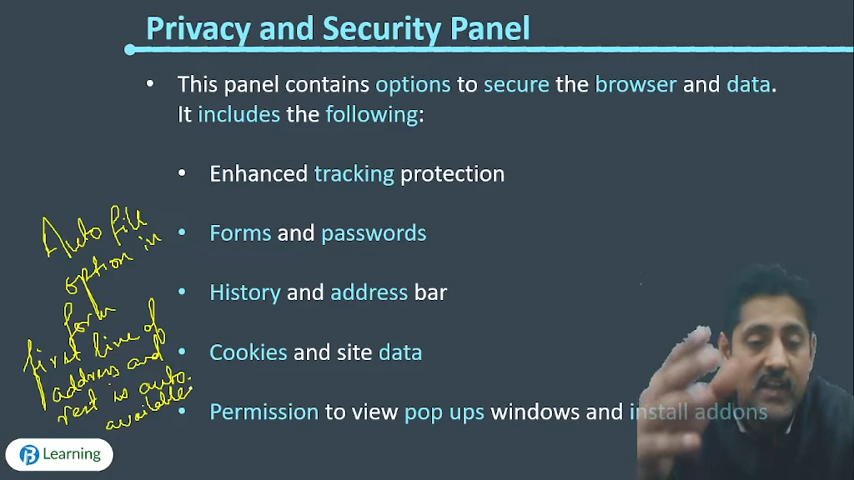 Privacy and Security Panel
• This panel contains options to secure the browser and data.
It includes the following:
• Enhanced tracking protection
• Forms and passwords
• History and address bar
• Cookies and site data
• Permission to view pop ups windows and install addons
Auto fill
option in
form
first line of
address and
rest is auto
available
Learning